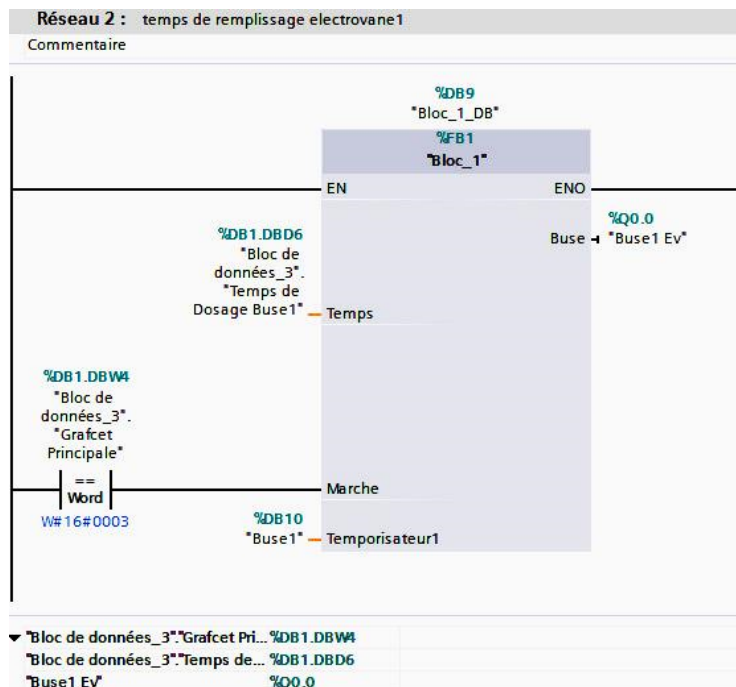 Réseau 2 : temps de remplissage electrovane1
Commentaire
%DB9
"Bloc_1_DB"
%FB1
"Bloc_1"
EN ENO
%DB1.DBD6
"Bloc de
données_3".
"Temps de
Dosage Buse1"
Temps
%Q0.0
Buse "Buse1 Ev"
%DB1.DBW4
"Bloc de
données_3".
"Grafcet
Principale"
==
Word
W#16#0003
Marche
%DB10
"Buse1"
Temporisateur1
"Bloc de données_3"."Grafcet Pri... %DB1.DBW4
"Bloc de données_3"."Temps de... %DB1.DBD6
"Buse1 Ev" %Q0.0